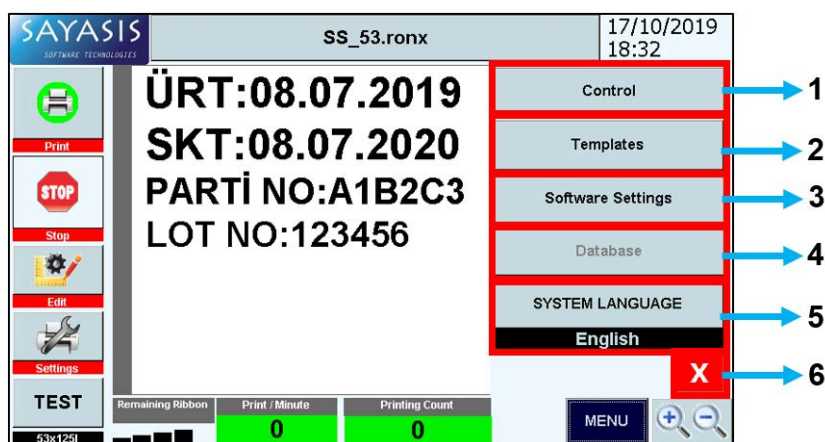 SAYASIS
SOFTWARE TECHNOLOGIES
SS_53.ronx
17/10/2019
18:32
Print
Stop
STOP
Edit
Settings
TEST
53x125İ
ÜRT:08.07.2019
SKT:08.07.2020
PARTİ NO:A1B2C3
LOT NO:123456
Remaining Ribbon
Print / Minute
0
Printing Count
0
Control
1
Templates
2
Software Settings
3
Database
4
SYSTEM LANGUAGE
English
5
X
6
MENU